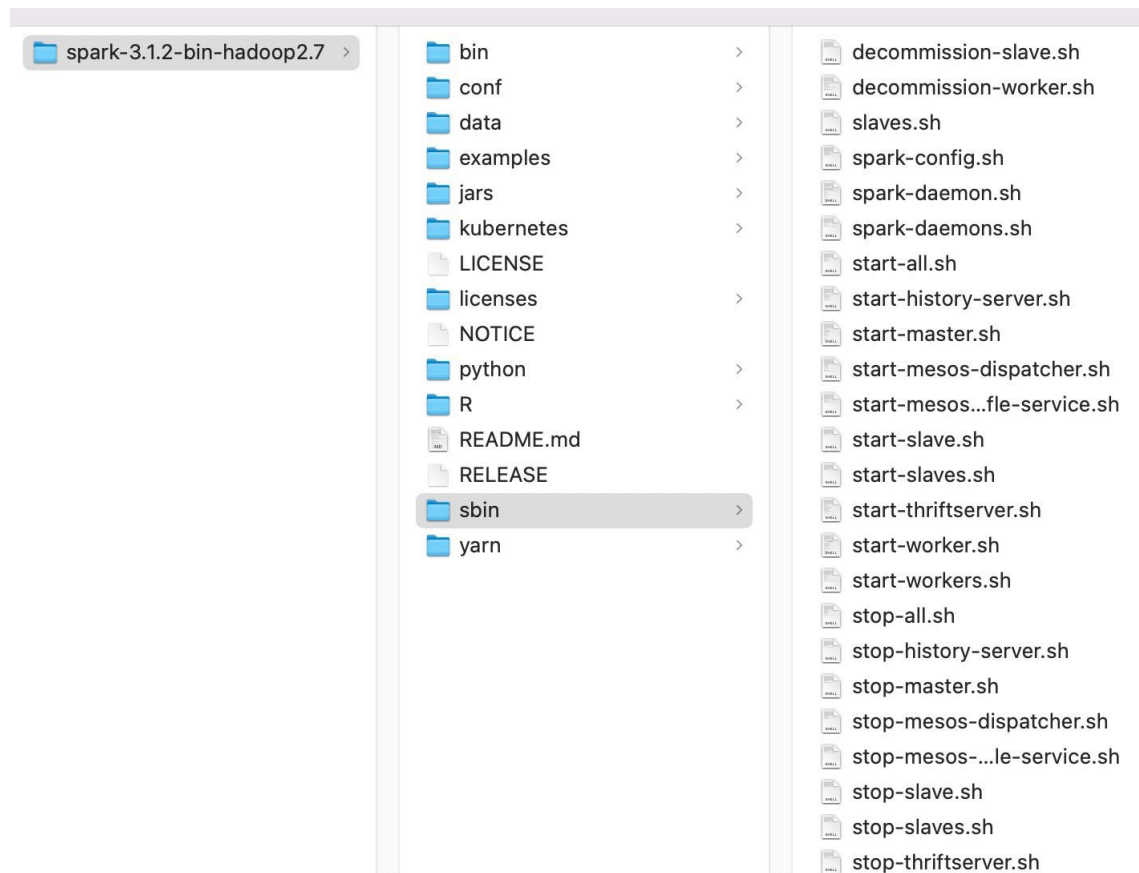 spark-3.1.2-bin-hadoop2.7
bin
conf
data
examples
jars
kubernetes
LICENSE
licenses
NOTICE
python
R
README.md
RELEASE
sbin
yarn
decommission-slave.sh
decommission-worker.sh
slaves.sh
spark-config.sh
spark-daemon.sh
spark-daemons.sh
start-all.sh
start-history-server.sh
start-master.sh
start-mesos-dispatcher.sh
start-mesos...fle-service.sh
start-slave.sh
start-slaves.sh
start-thriftserver.sh
start-worker.sh
start-workers.sh
stop-all.sh
stop-history-server.sh
stop-master.sh
stop-mesos-dispatcher.sh
stop-mesos-...le-service.sh
stop-slave.sh
stop-slaves.sh
stop-thriftserver.sh